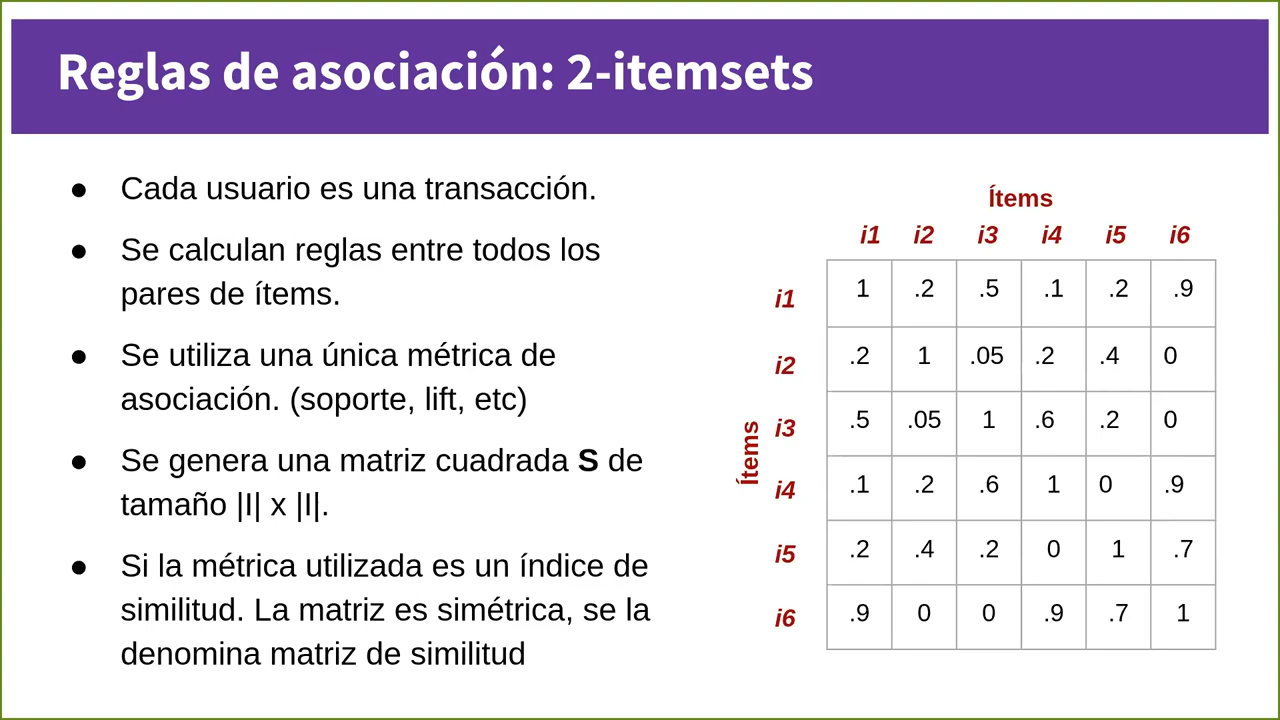 Reglas de asociación: 2-itemsets
● Cada usuario es una transacción.
● Se calculan reglas entre todos los
pares de ítems.
● Se utiliza una única métrica de
asociación. (soporte, lift, etc)
● Se genera una matriz cuadrada S de
tamaño |I| x |I|.
● Si la métrica utilizada es un índice de
similitud. La matriz es simétrica, se la
denomina matriz de similitud
Ítems
i1 i2 i3 i4 i5 i6
Ítems
i1 1 .2 .5 .1 .2 .9
i2 .2 1 .05 .2 .4 0
i3 .5 .05 1 .6 .2 0
i4 .1 .2 .6 1 0 .9
i5 .2 .4 .2 0 1 .7
i6 .9 0 0 .9 .7 1